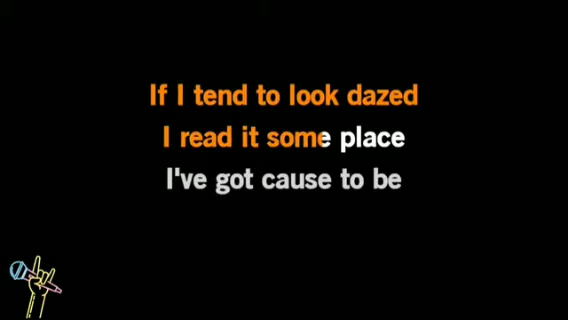 If I tend to look dazed
I read it some place
I've got cause to be